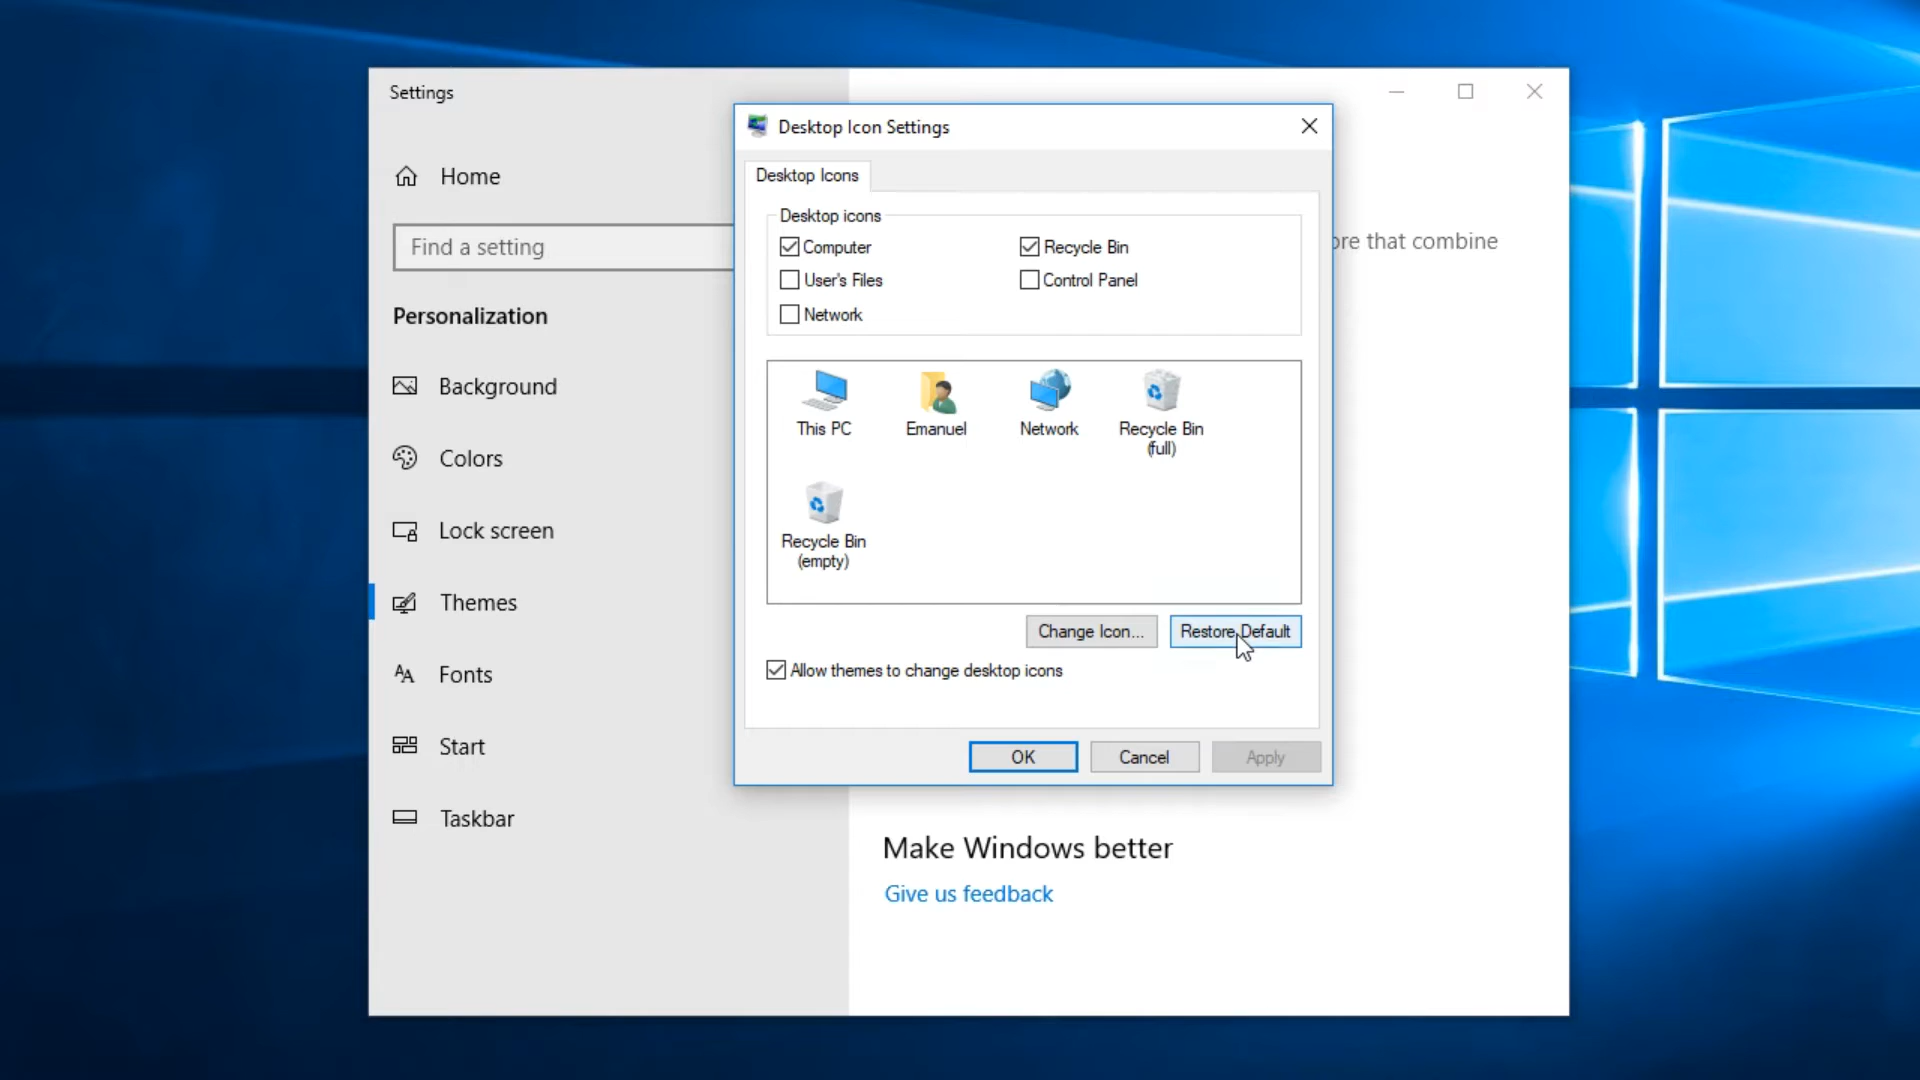 Settings
Home
Find a setting
Personalization
Background
Colors
Lock screen
Themes
Fonts
Start
Taskbar
Desktop Icon Settings
Desktop Icons
Desktop icons
Computer
Recycle Bin
User's Files
Control Panel
Network
This PC
Emanuel
Network
Recycle Bin
(full)
Recycle Bin
(empty)
Change Icon...
Restore Default
Allow themes to change desktop icons
OK
Cancel
Apply
that combine
Make Windows better
Give us feedback